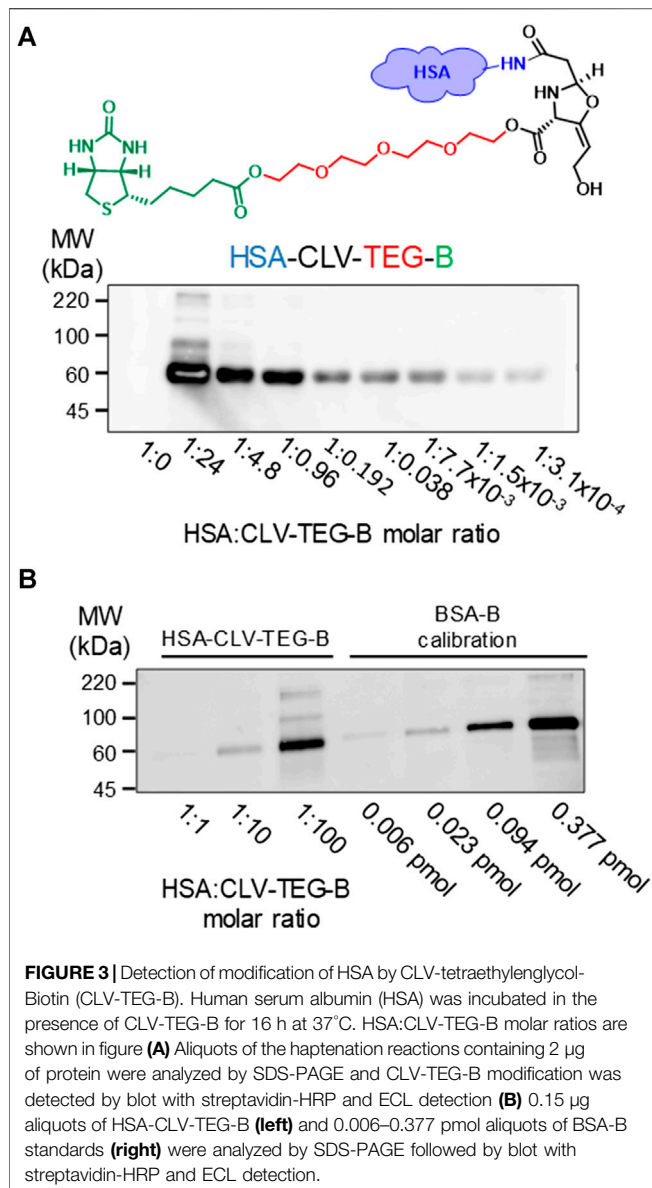 A
HSA
HN
O
H
HN
O
O
O
OH
O
O
O
O
O
O
HN
NH
H
H
S
HSA-CLV-TEG-B
MW
(kDa)
220
100
60
45
1:0
1:24
1:4.8
1:0.96
1:0.192
1:0.038
1:7.7x10-3
1:1.5x10-3
1:3.1x10-4
HSA:CLV-TEG-B molar ratio
B
MW
(kDa)
HSA-CLV-TEG-B
BSA-B
calibration
220
100
60
45
1:1
1:10
1:100
0.006 pmol
0.023 pmol
0.094 pmol
0.377 pmol
HSA:CLV-TEG-B
molar ratio
FIGURE 3 | Detection of modification of HSA by CLV-tetraethylenglycol-
Biotin (CLV-TEG-B). Human serum albumin (HSA) was incubated in the
presence of CLV-TEG-B for 16 h at 37°C. HSA:CLV-TEG-B molar ratios are
shown in figure (A) Aliquots of the haptenation reactions containing 2 µg
of protein were analyzed by SDS-PAGE and CLV-TEG-B modification was
detected by blot with streptavidin-HRP and ECL detection (B) 0.15 µg
aliquots of HSA-CLV-TEG-B (left) and 0.006–0.377 pmol aliquots of BSA-B
standards (right) were analyzed by SDS-PAGE followed by blot with
streptavidin-HRP and ECL detection.